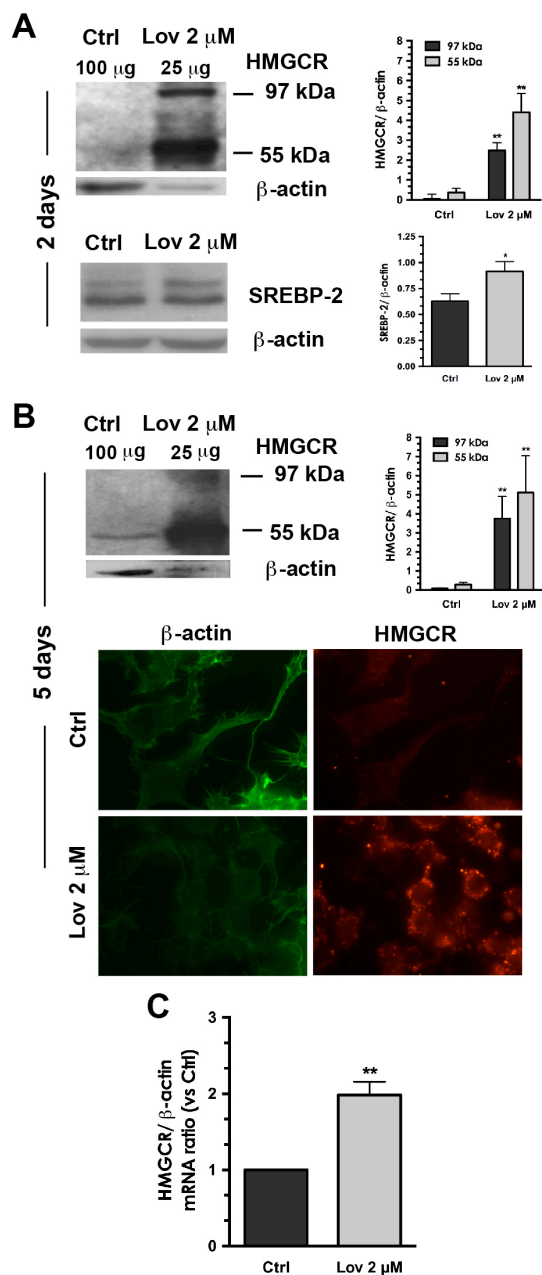 A
Ctrl Lov 2 μM
100 μg 25 μg HMGCR
97 kDa
55 kDa
β-actin
2 days
HMGCR/β-actin
8
7
6
5
4
3
2
1
0
97 kDa
55 kDa
**
**
Ctrl Lov 2 μM
Ctrl Lov 2 μM
SREBP-2
β-actin
SREBP-2/β-actin
1.25
1.00
0.75
0.50
0.25
0.00
*
Ctrl Lov 2 μM
B
Ctrl Lov 2 μM
100 μg 25 μg HMGCR
97 kDa
55 kDa
β-actin
HMGCR/β-actin
8
7
6
5
4
3
2
1
0
97 kDa
55 kDa
**
**
Ctrl Lov 2 μM
5 days
β-actin HMGCR
Ctrl
Lov 2 μM
C
HMGCR/β-actin
mRNA ratio (vs Ctrl)
3
2
1
0
**
Ctrl Lov 2 μM